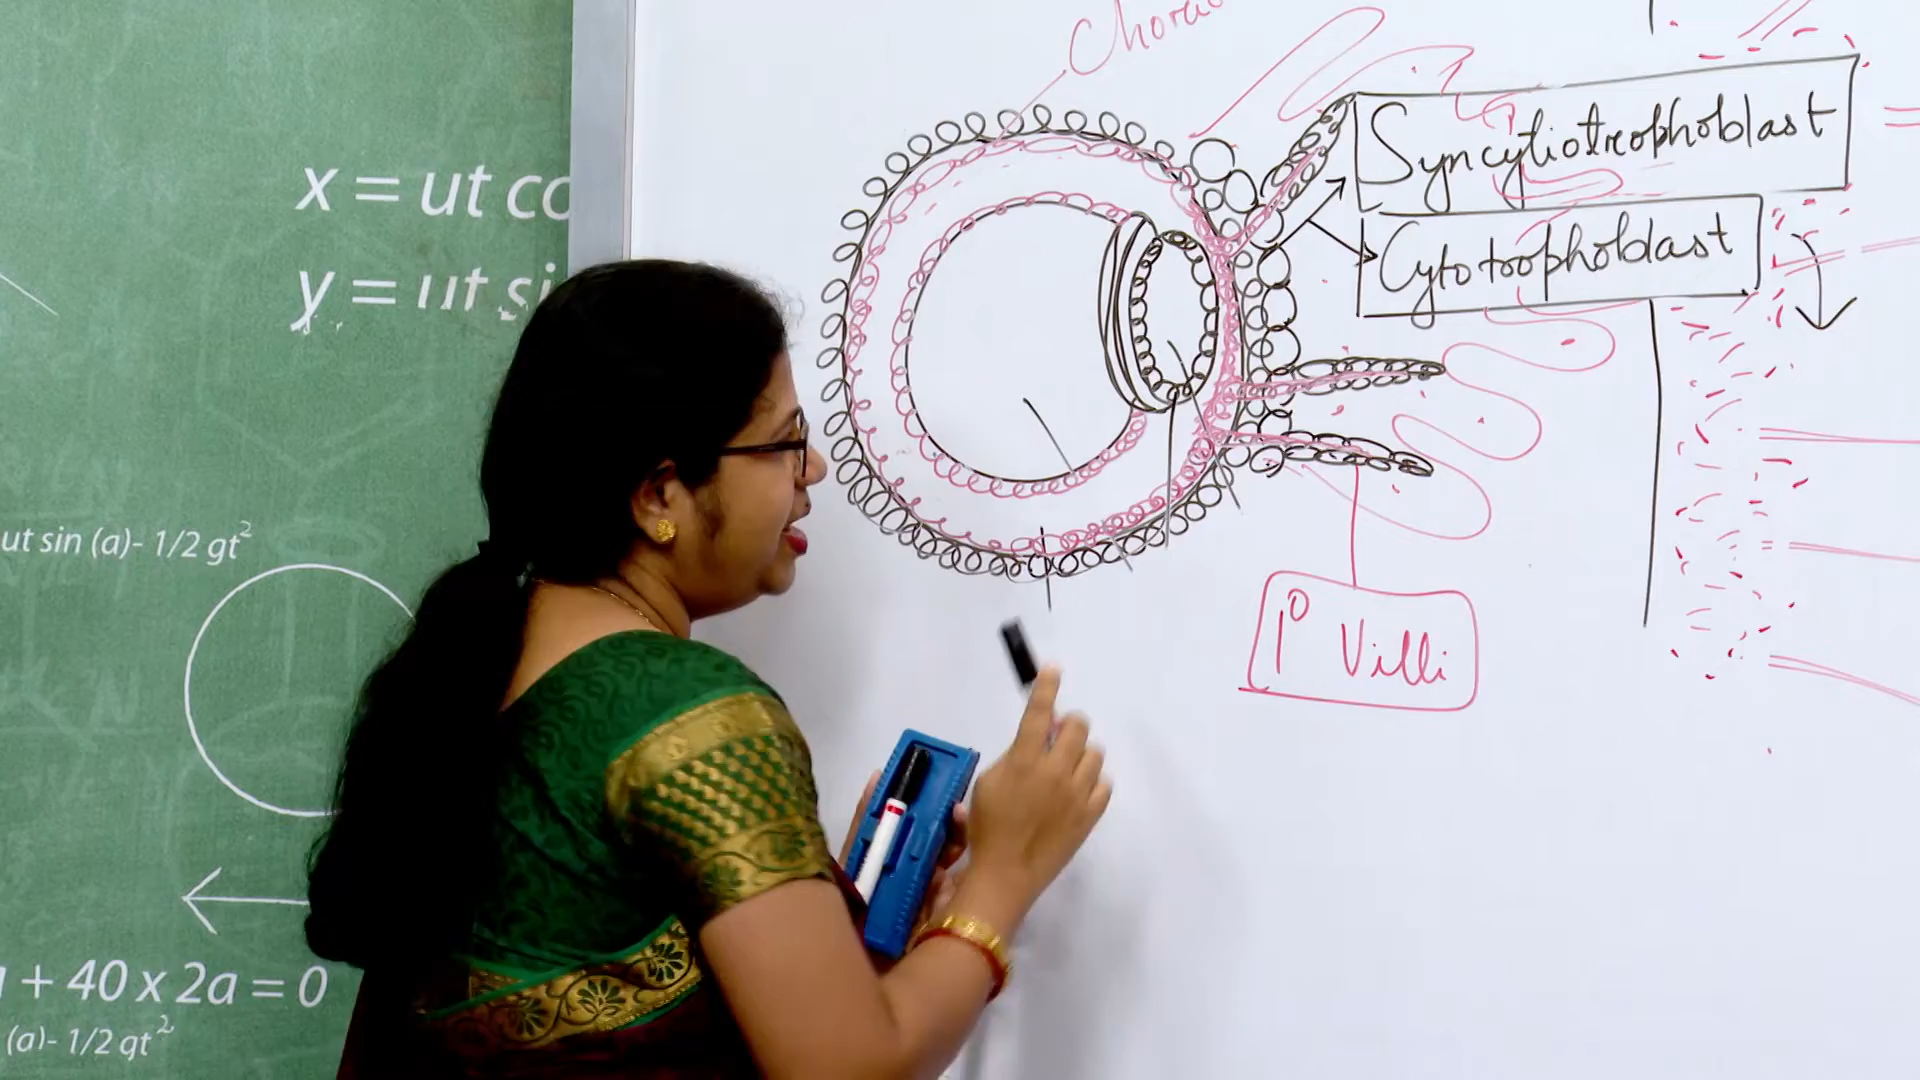 x = ut co
y = ut si
ut sin (a)- 1/2 gt²
+ 40 x 2a = 0
(a)- 1/2 gt²
Syncytiotrophoblast
Cytotrophoblast
1° Villi